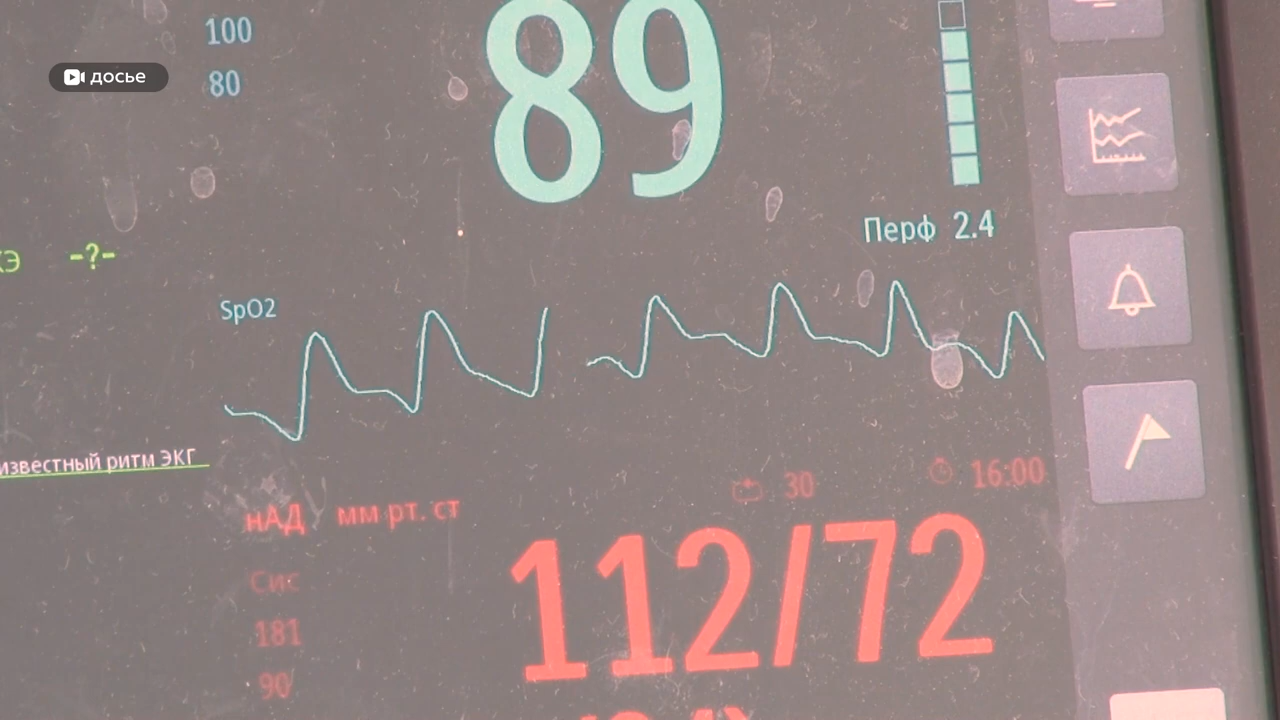 100
80
89
досье
Перф 2.4
-?-
SpO2
известный ритм ЭКГ
30
16:00
нАД мм рт. ст
112/72
Сис
181
90